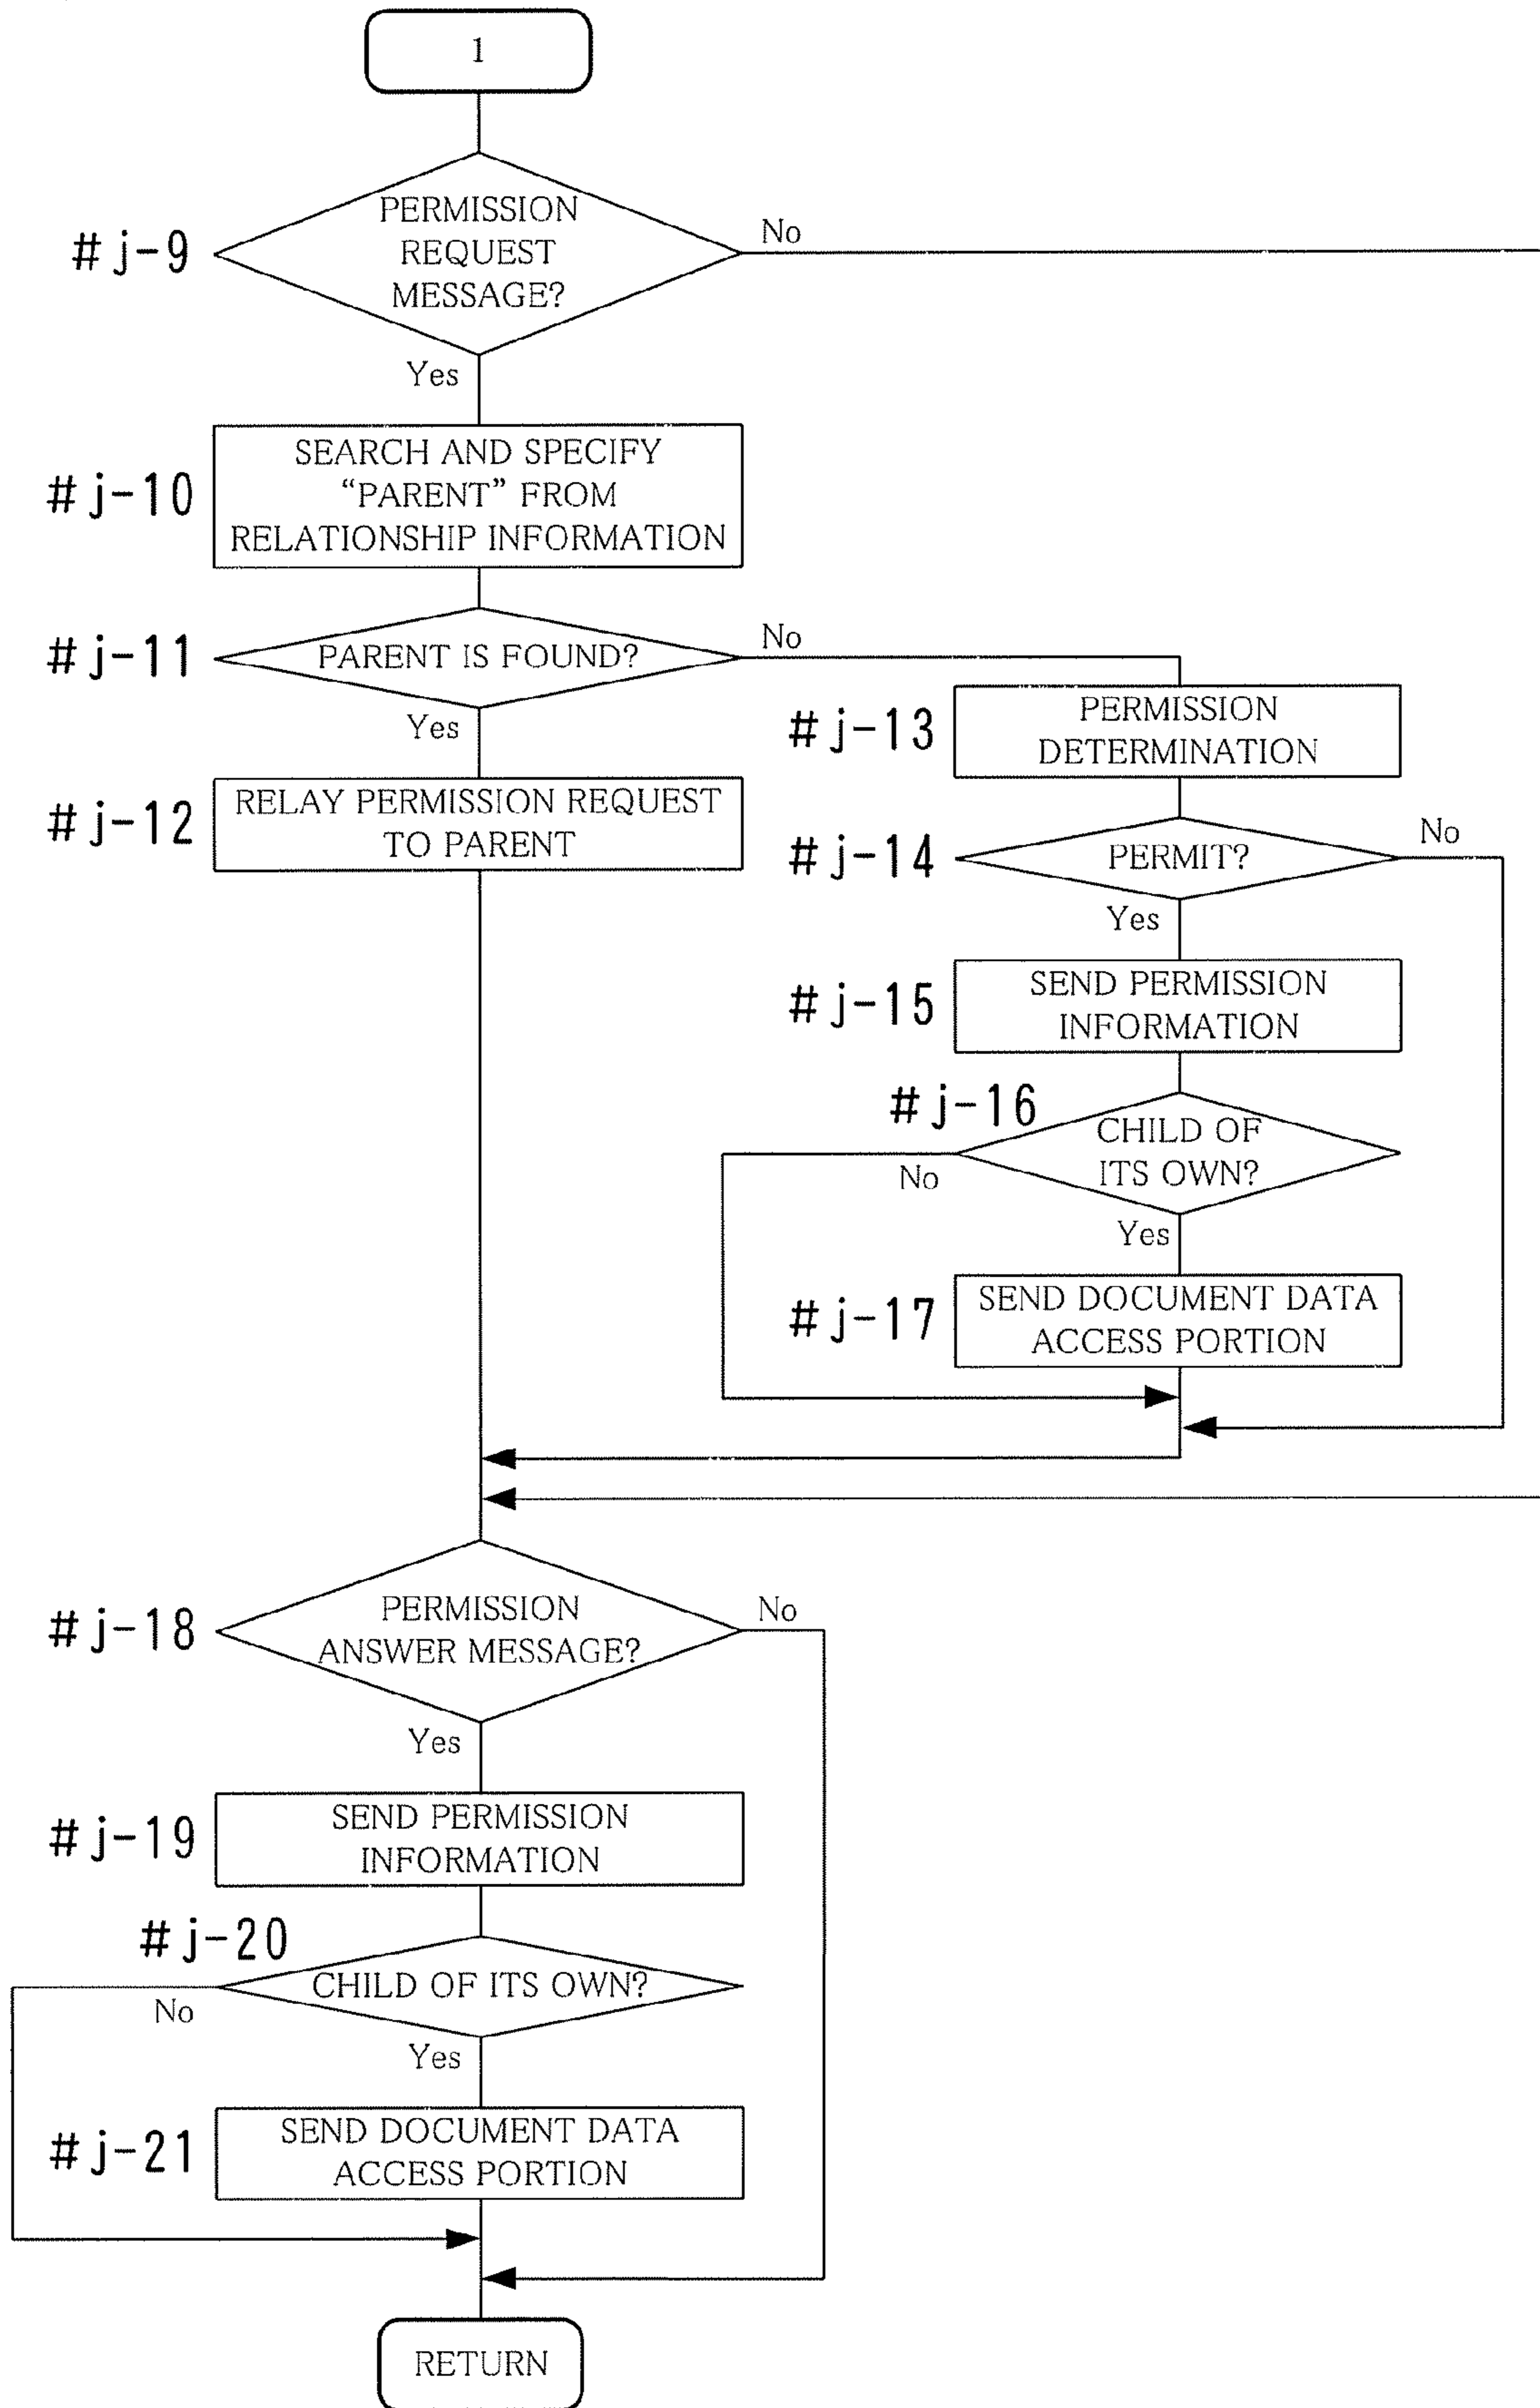 1
#j-9
PERMISSION
REQUEST
MESSAGE?
No
Yes
#j-10
SEARCH AND SPECIFY
“PARENT” FROM
RELATIONSHIP INFORMATION
#j-11
PARENT IS FOUND?
No
Yes
#j-12
RELAY PERMISSION REQUEST
TO PARENT
#j-13
PERMISSION
DETERMINATION
#j-14
PERMIT?
No
Yes
#j-15
SEND PERMISSION
INFORMATION
#j-16
CHILD OF
ITS OWN?
No
Yes
#j-17
SEND DOCUMENT DATA
ACCESS PORTION
#j-18
PERMISSION
ANSWER MESSAGE?
No
Yes
#j-19
SEND PERMISSION
INFORMATION
#j-20
CHILD OF ITS OWN?
No
Yes
#j-21
SEND DOCUMENT DATA
ACCESS PORTION
RETURN